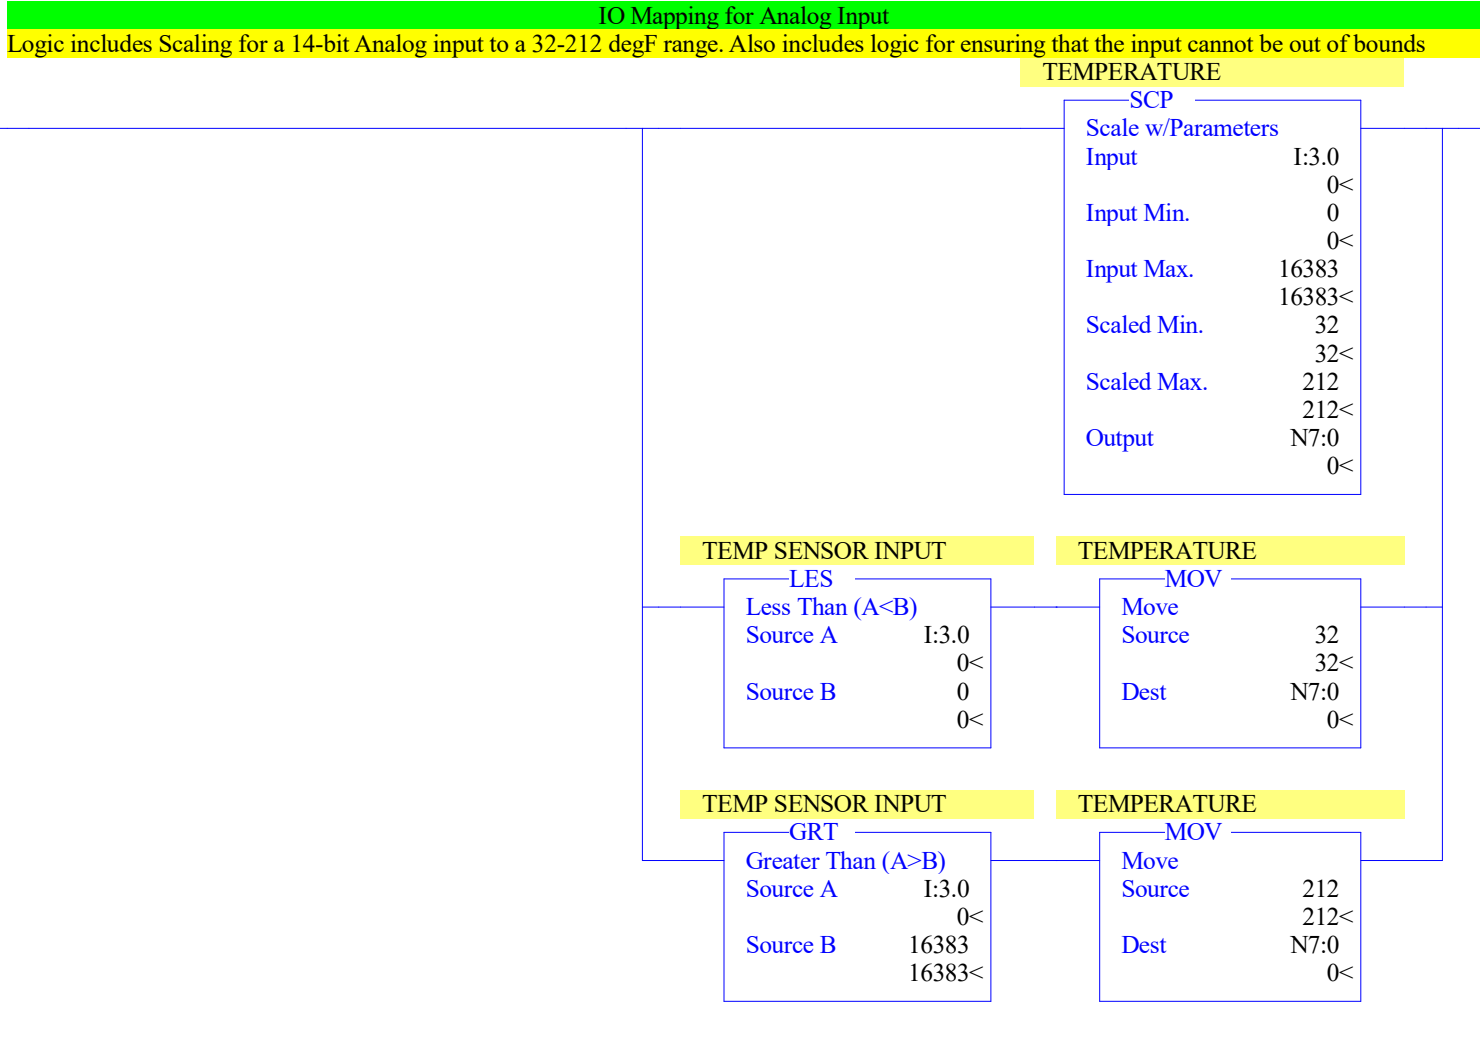 IO Mapping for Analog Input
Logic includes Scaling for a 14-bit Analog input to a 32-212 degF range. Also includes logic for ensuring that the input cannot be out of bounds
TEMPERATURE
SCP
Scale w/Parameters
Input I:3.0
0<
Input Min. 0
0<
Input Max. 16383
16383<
Scaled Min. 32
32<
Scaled Max. 212
212<
Output N7:0
0<
TEMP SENSOR INPUT
LES
Less Than (A<B)
Source A I:3.0
0<
Source B 0
0<
TEMPERATURE
MOV
Move
Source 32
32<
Dest N7:0
0<
TEMP SENSOR INPUT
GRT
Greater Than (A>B)
Source A I:3.0
0<
Source B 16383
16383<
TEMPERATURE
MOV
Move
Source 212
212<
Dest N7:0
0<